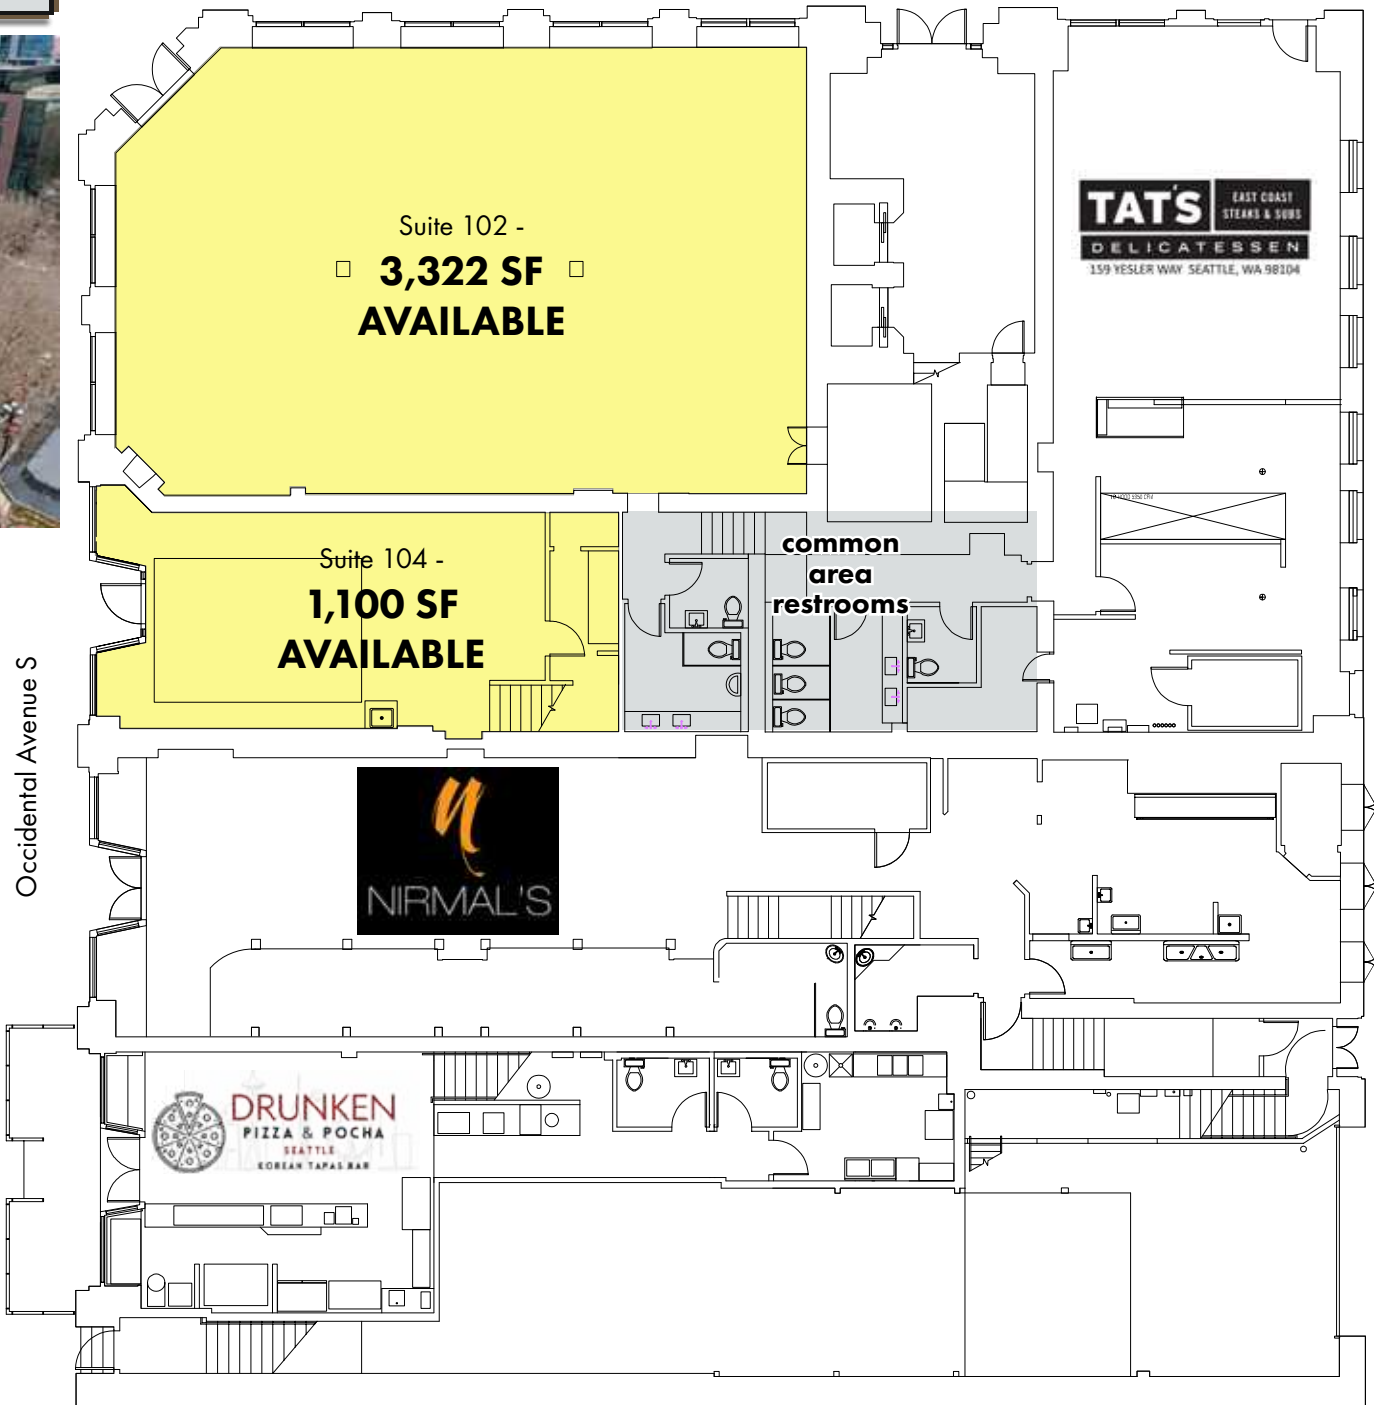 Suite 102 -
3,322 SF
AVAILABLE
TAT'S
EAST COAST
STEAKS & SUBS
DELICATESSEN
159 YESLER WAY SEATTLE, WA 98104
Suite 104 -
1,100 SF
AVAILABLE
common
area
restrooms
Occidental Avenue S
n
NIRMAL'S
DRUNKEN
PIZZA & POCHA
SEATTLE
KOREAN TAPAS BAR